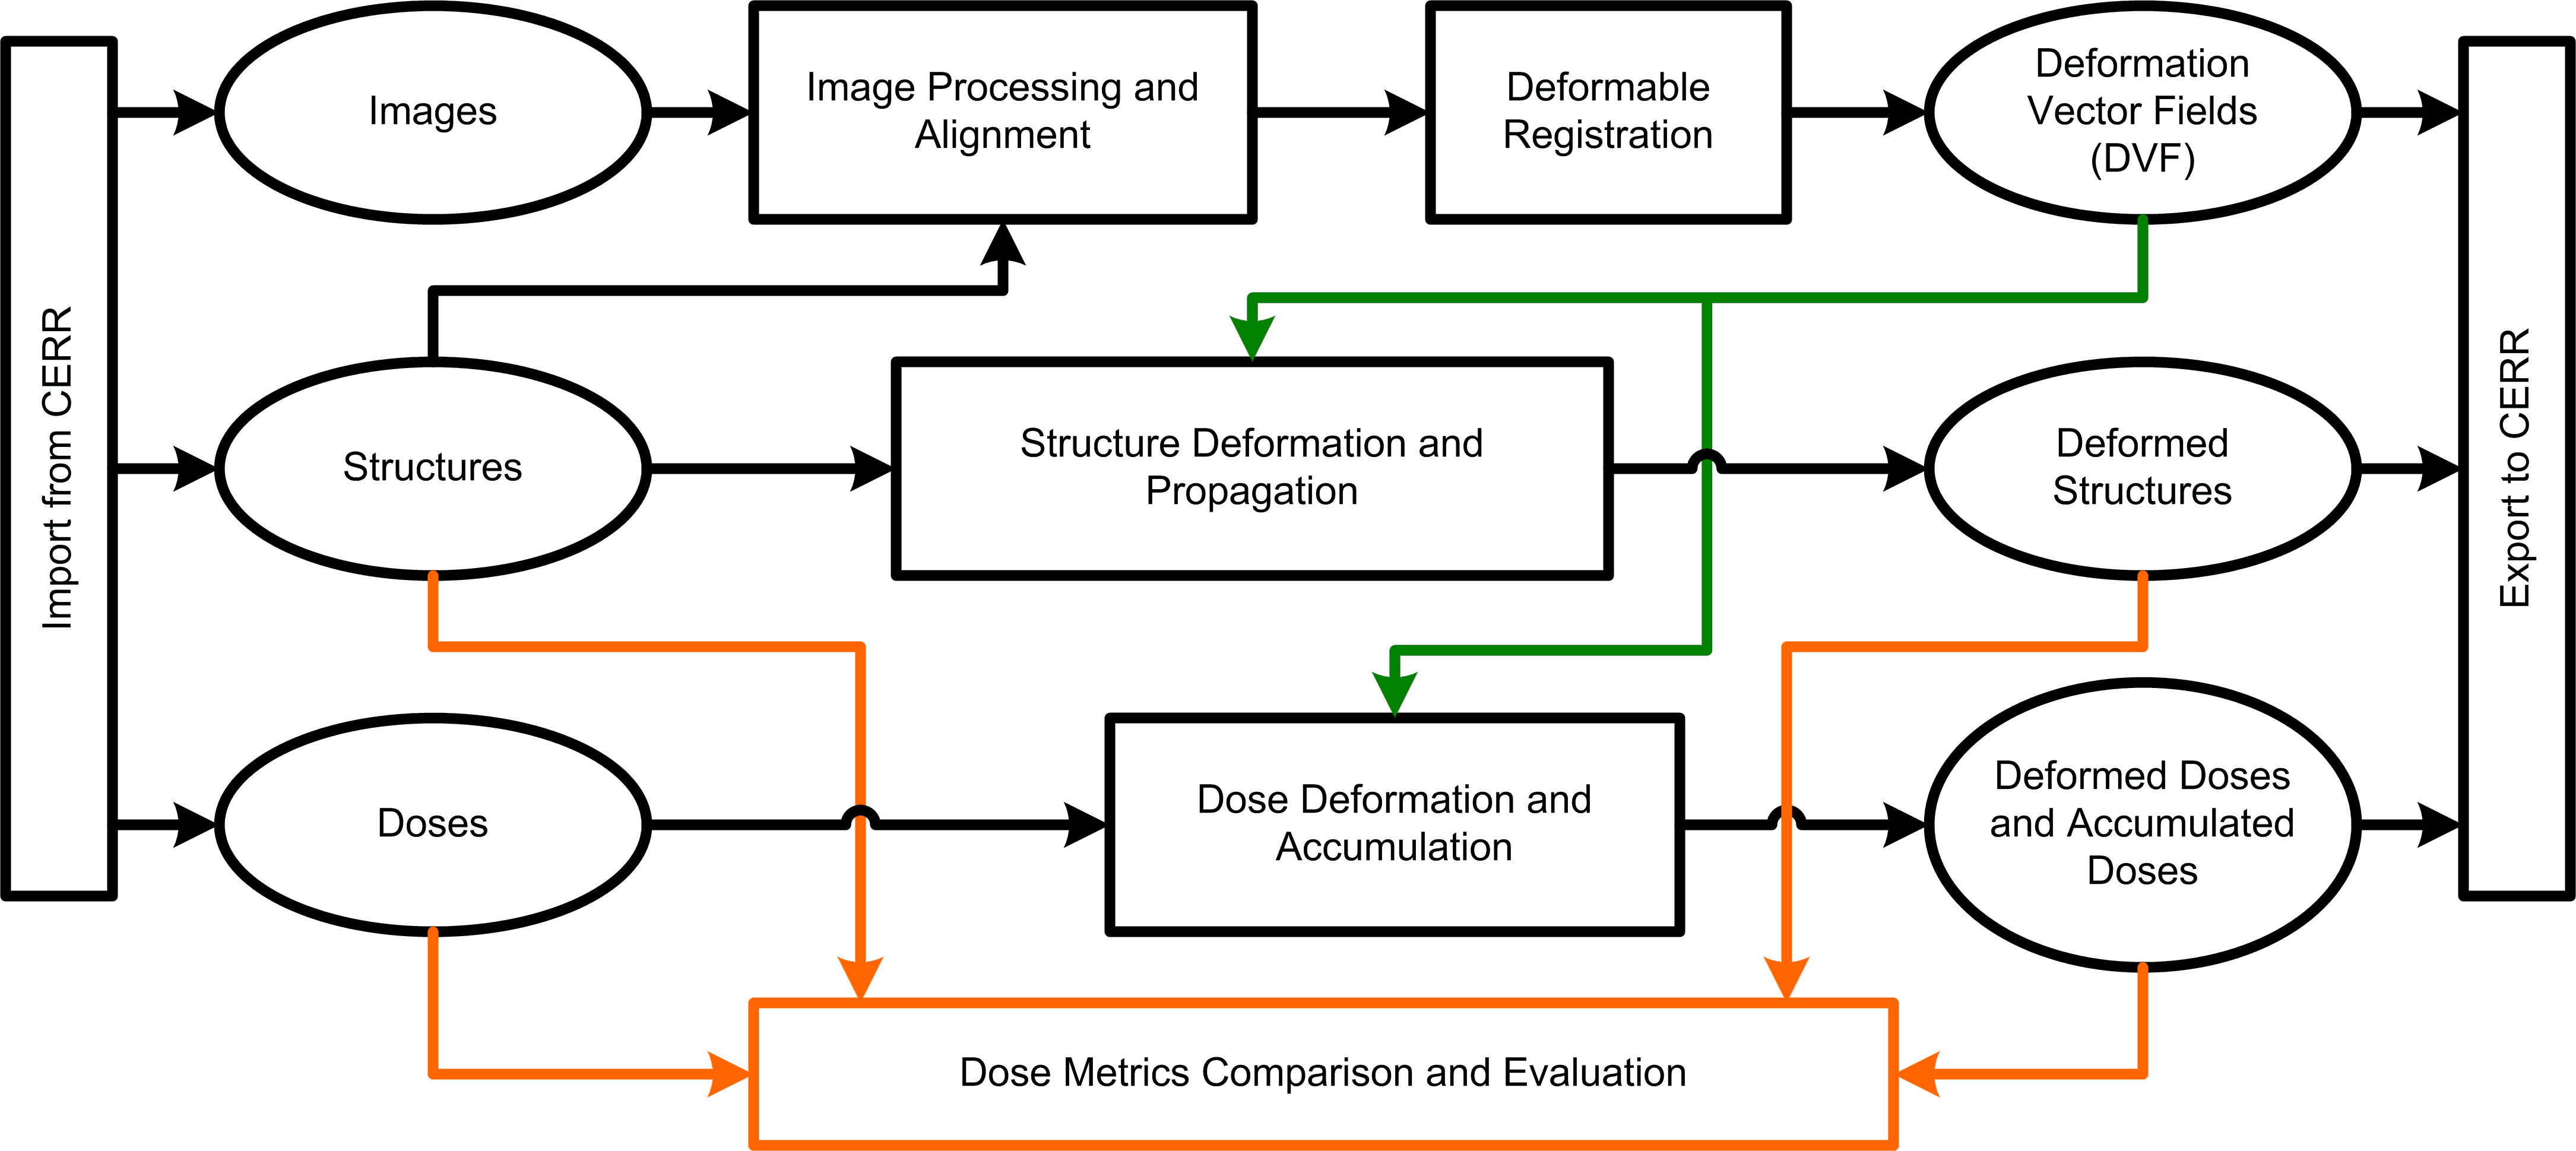 Import from CERR
Images
Image Processing and
Alignment
Deformable
Registration
Deformation
Vector Fields
(DVF)
Structures
Structure Deformation and
Propagation
Deformed
Structures
Doses
Dose Deformation and
Accumulation
Deformed Doses
and Accumulated
Doses
Dose Metrics Comparison and Evaluation
Export to CERR